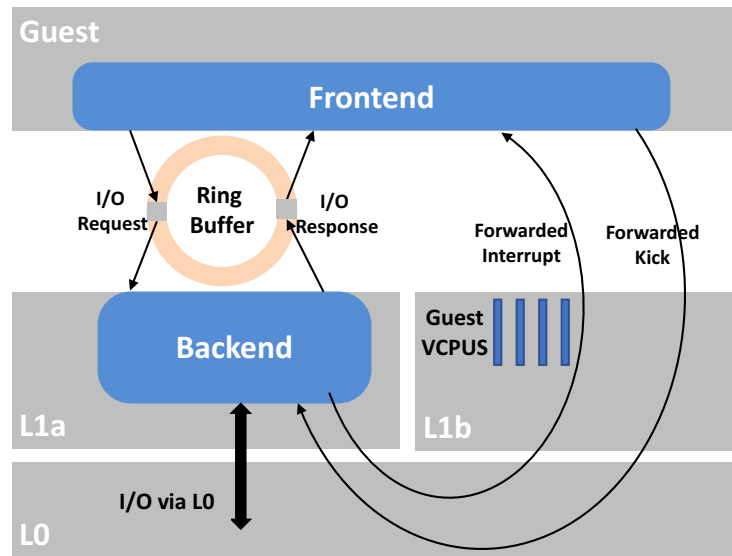 Guest
Frontend
I/O
Request
Ring
Buffer
I/O
Response
Forwarded
Interrupt
Forwarded
Kick
Backend
Guest
VCPUS
L1a
L1b
I/O via L0
L0